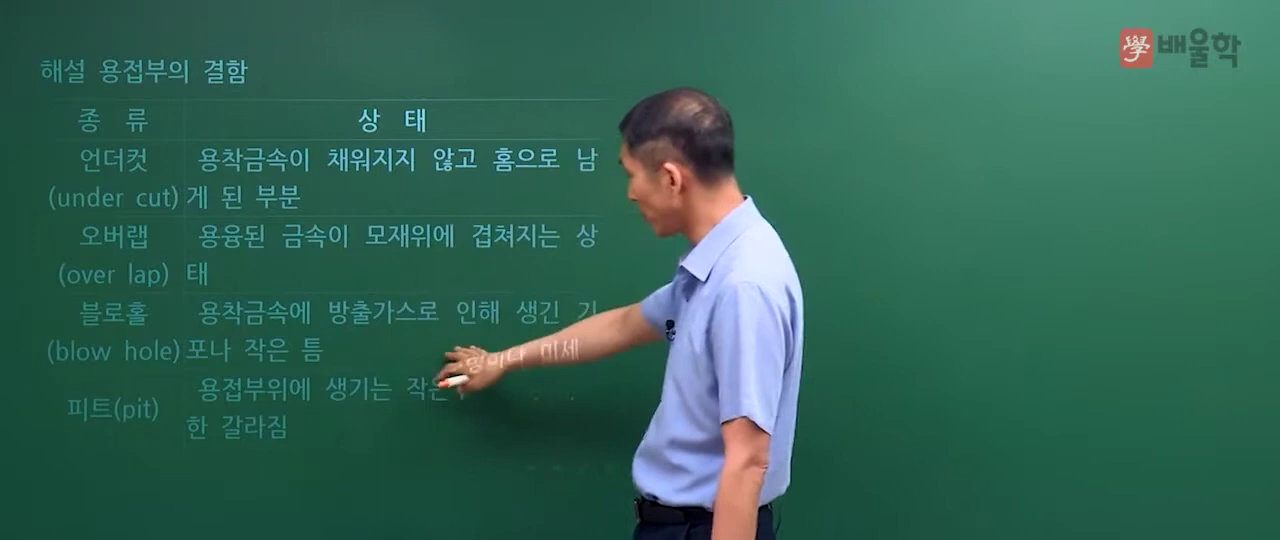 學 배울학
해설 용접부의 결함
종 류 상 태
언더컷 용착금속이 채워지지 않고 홈으로 남
(under cut) 게 된 부분
오버랩 용융된 금속이 모재위에 겹쳐지는 상
(over lap) 태
블로홀 용착금속에 방출가스로 인해 생긴 기
(blow hole) 포나 작은 틈
용접부위에 생기는 작은 미세
피트(pit)
한 갈라짐